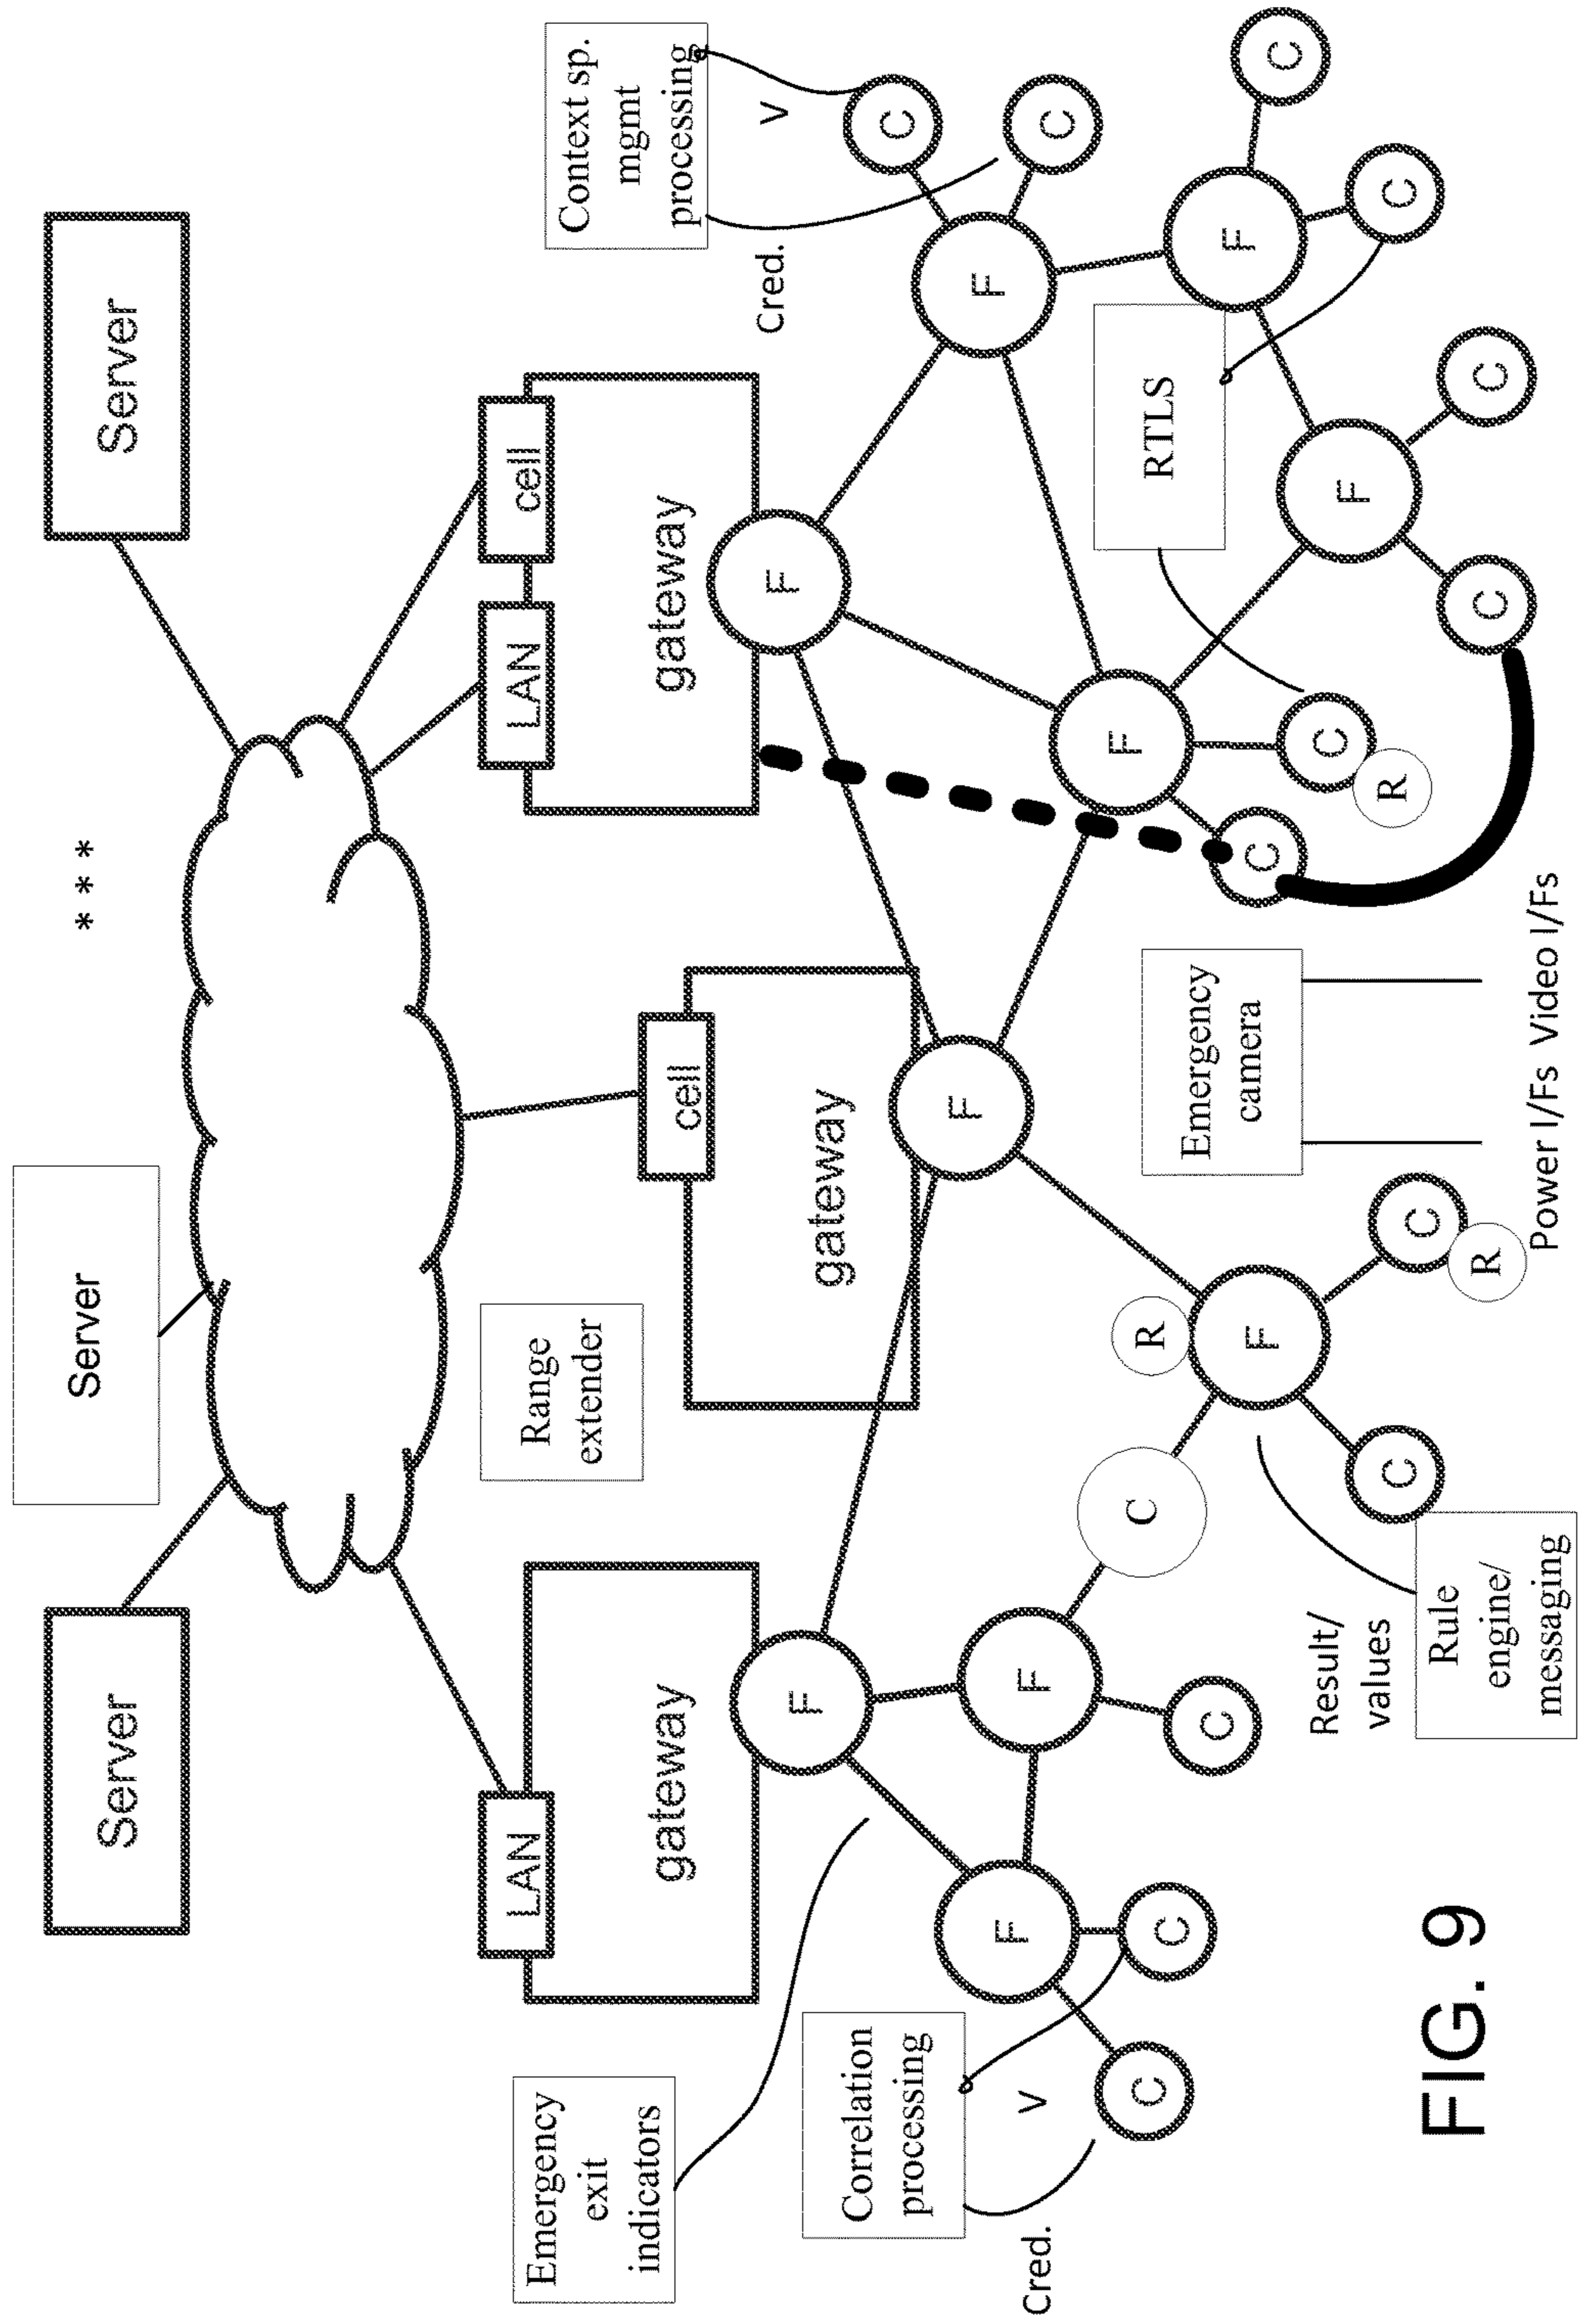 Server
* * *
Server
Server
LAN
LAN
cell
Range
extender
Emergency
exit
indicators
Context sp.
mgmt
processing
gateway
cell
gateway
V
Cred.
F
F
gateway
C
Correlation
processing
F
F
V
Cred.
F
F
C
F
C
R
Emergency
camera
RTLS
C
C
C
F
F
C
C
F
C
C
Result/
values
C
C
R
C
F
Rule
engine/
messaging
C
R
C
C
Power I/Fs Video I/Fs
FIG. 9